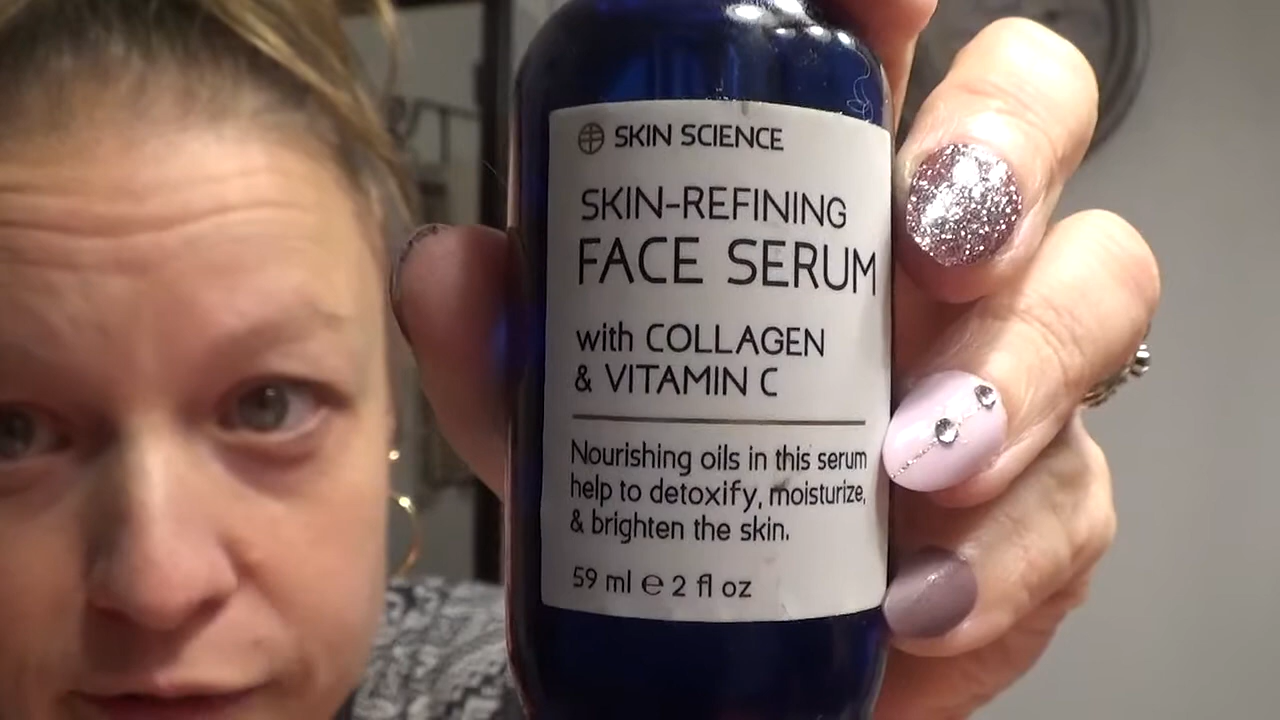 SKIN SCIENCE
SKIN-REFINING
FACE SERUM
with COLLAGEN
& VITAMIN C
Nourishing oils in this serum
help to detoxify, moisturize,
& brighten the skin.
59 ml ℮ 2 fl oz